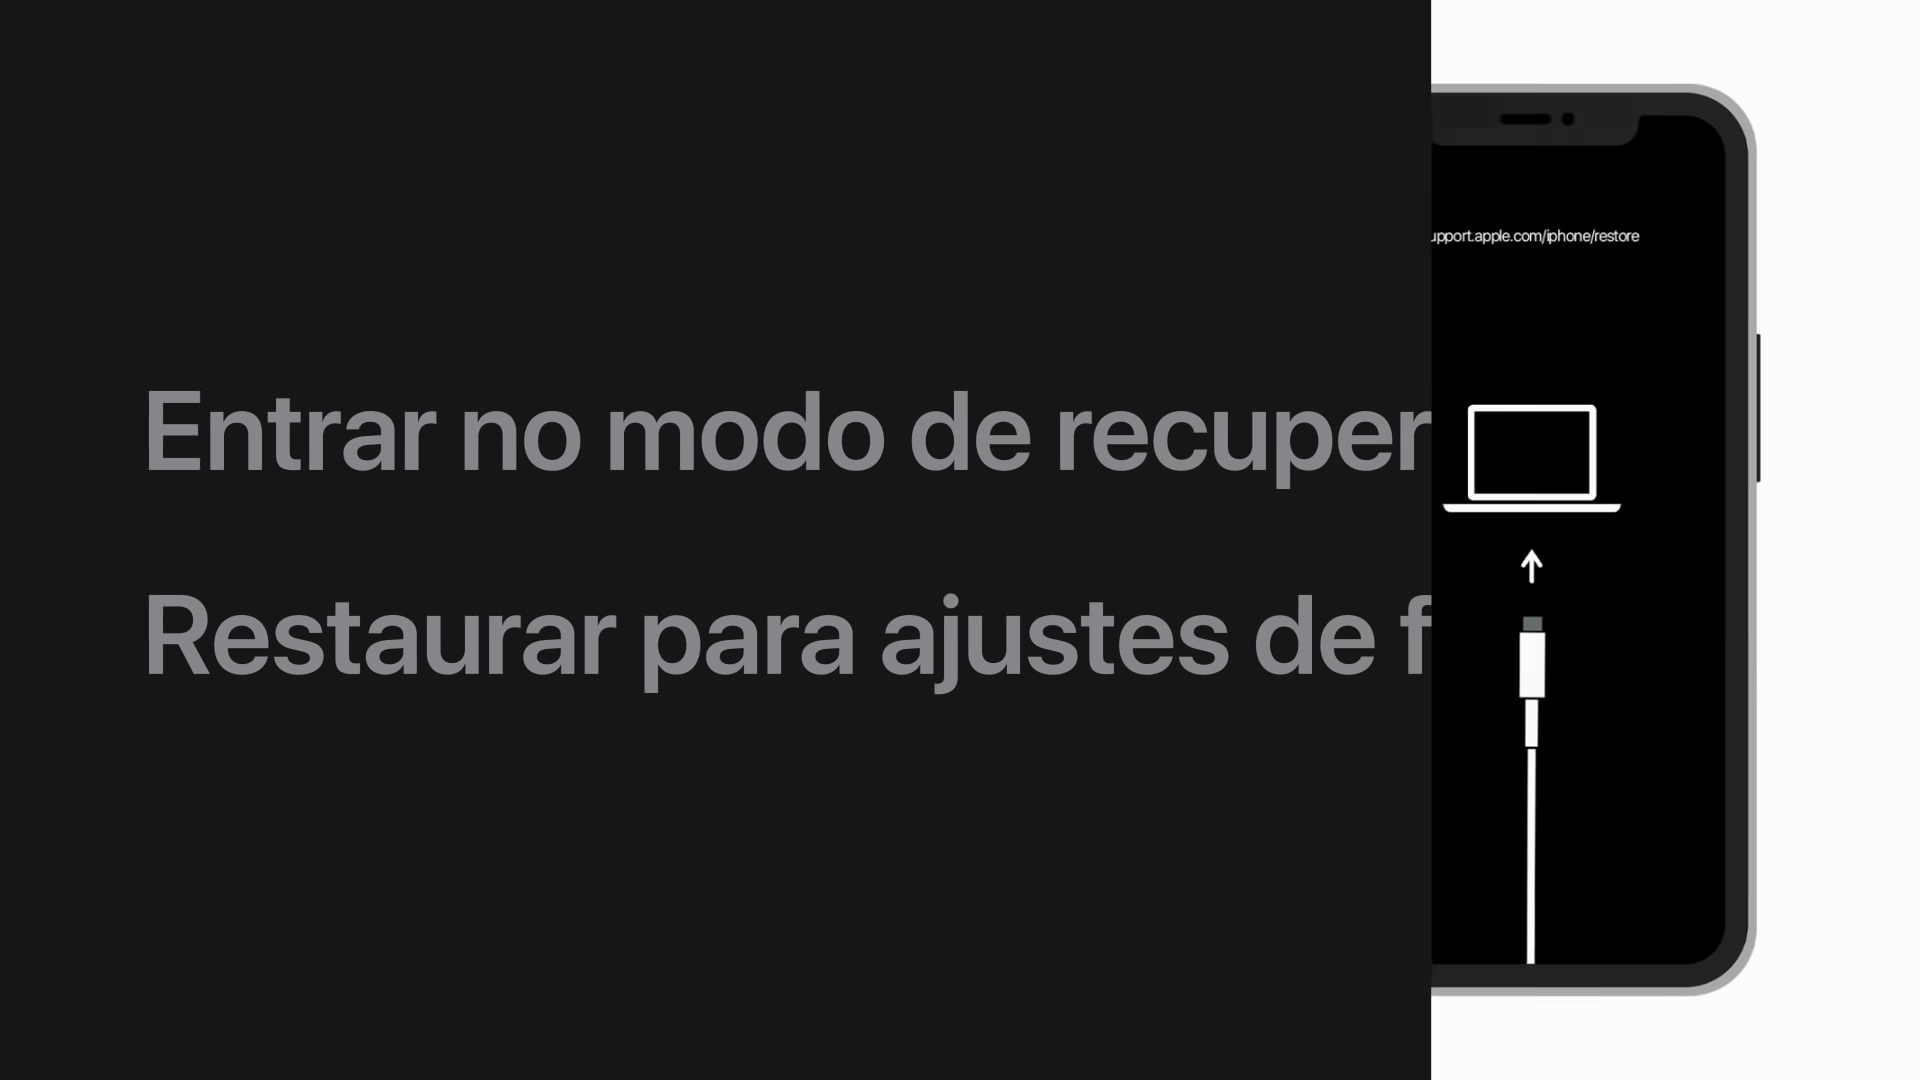 upport.apple.com/iphone/restore
Entrar no modo de recuper
Restaurar para ajustes de f